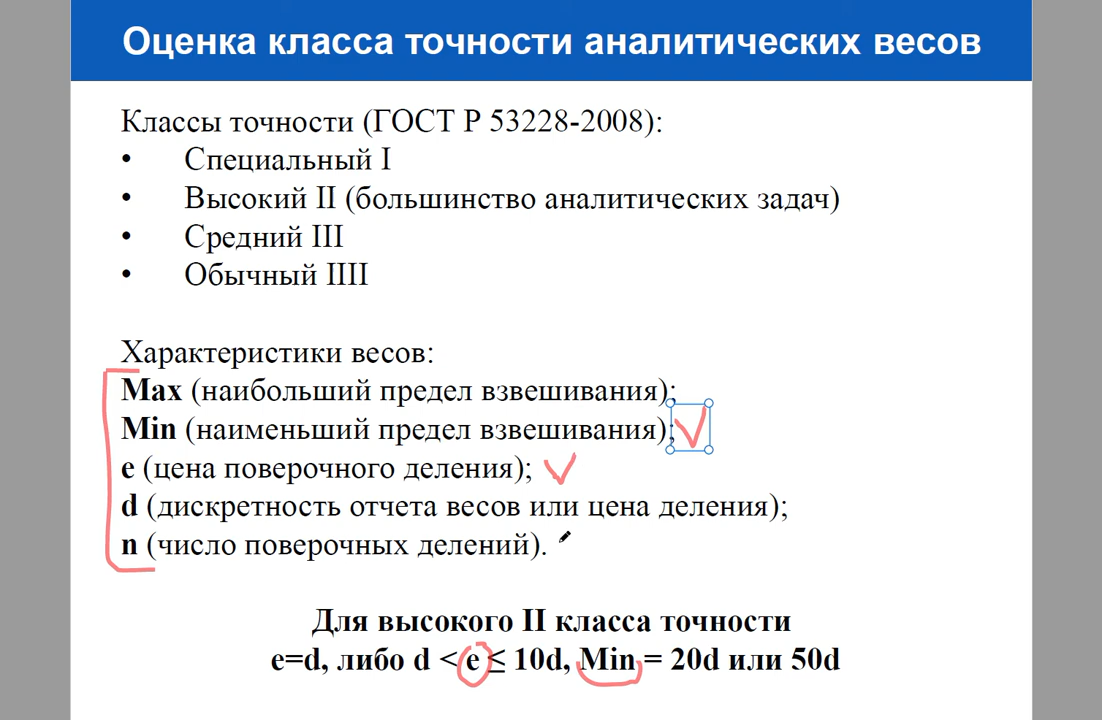 Оценка класса точности аналитических весов
Классы точности (ГОСТ Р 53228-2008):
• Специальный I
• Высокий II (большинство аналитических задач)
• Средний III
• Обычный IIII
Характеристики весов:
Max (наибольший предел взвешивания);
Min (наименьший предел взвешивания);
e (цена поверочного деления);
d (дискретность отчета весов или цена деления);
n (число поверочных делений).
Для высокого II класса точности
e=d, либо d < e ≤ 10d, Min = 20d или 50d